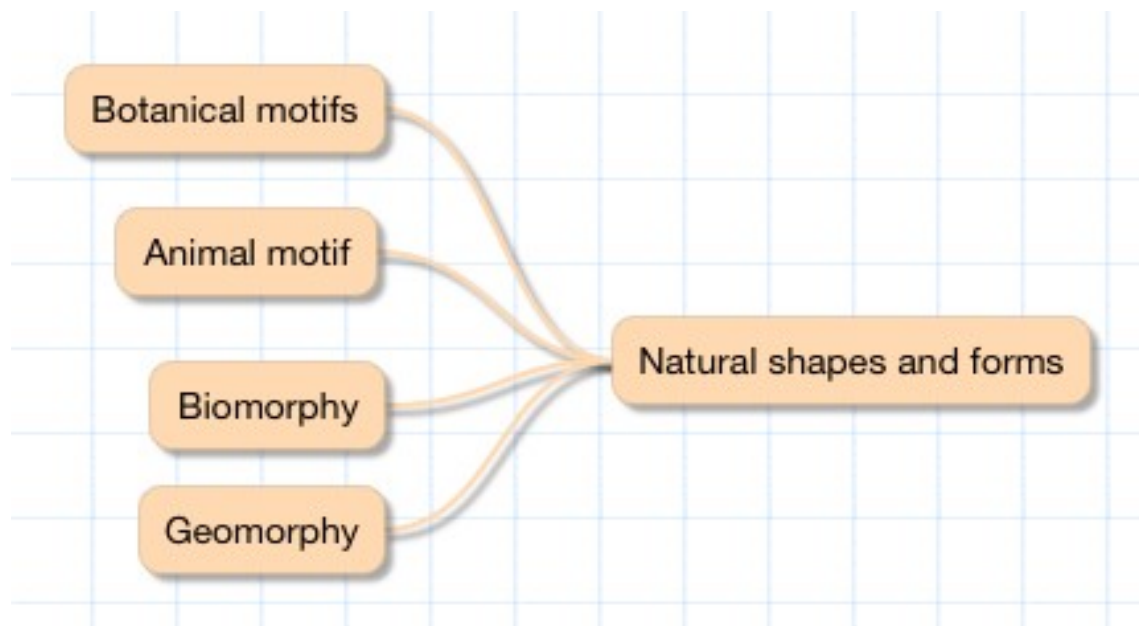 Botanical motifs
Animal motif
Natural shapes and forms
Biomorphy
Geomorphy